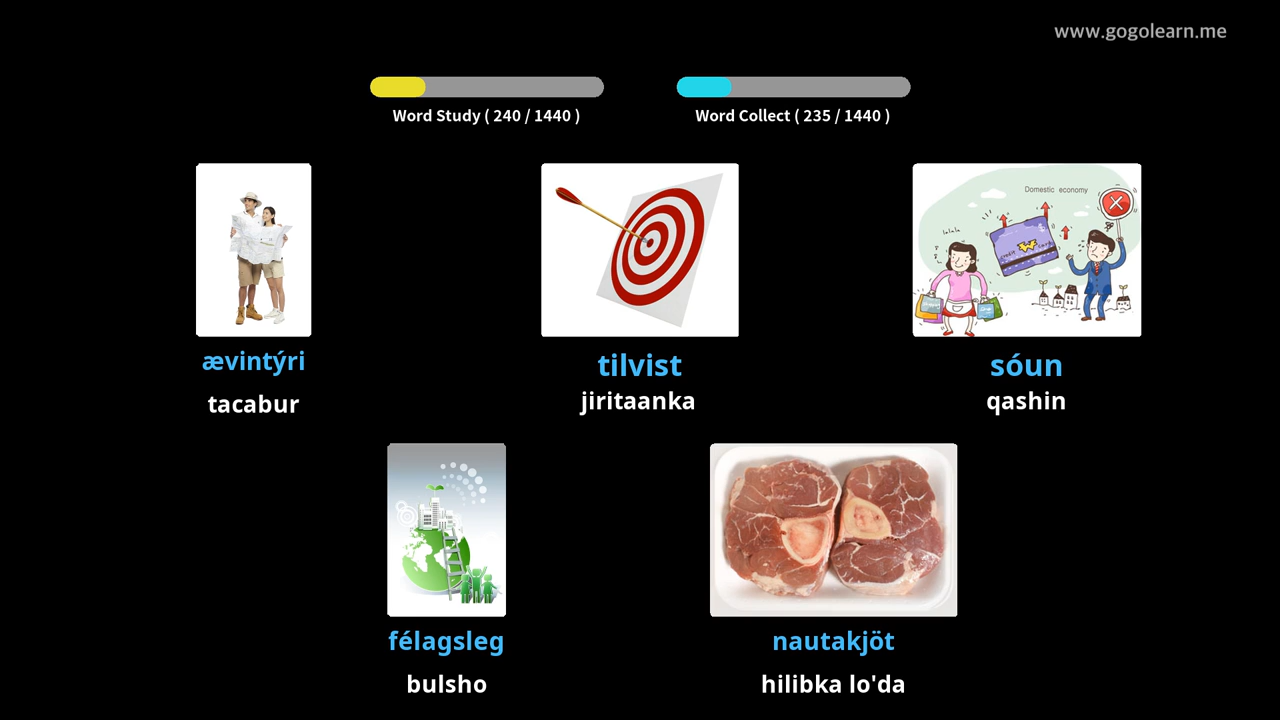 www.gogolearn.me
Word Study ( 240 / 1440 )
Word Collect ( 235 / 1440 )
Domestic economy
lalala
ævintýri
tacabur
tilvist
jiritaanka
sóun
qashin
félagsleg
bulsho
nautakjöt
hilibka lo'da